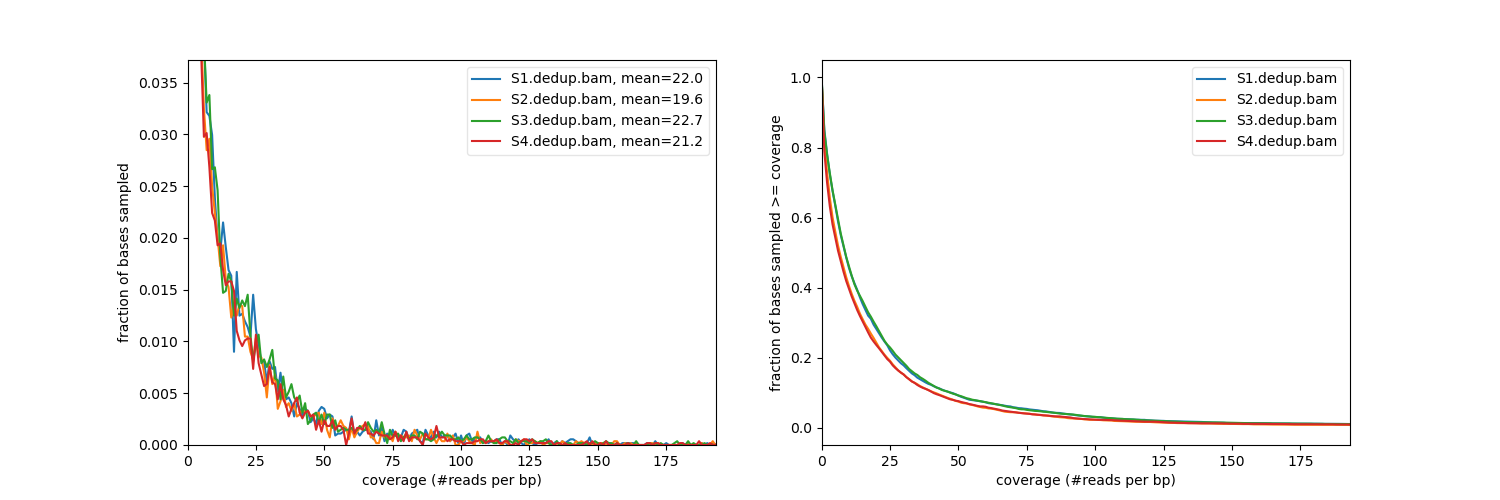 0.035
0.030
0.025
0.020
0.015
0.010
0.005
0.000
fraction of bases sampled
0 25 50 75 100 125 150 175
coverage (#reads per bp)
S1.dedup.bam, mean=22.0
S2.dedup.bam, mean=19.6
S3.dedup.bam, mean=22.7
S4.dedup.bam, mean=21.2
1.0
0.8
0.6
0.4
0.2
0.0
fraction of bases sampled >= coverage
0 25 50 75 100 125 150 175
coverage (#reads per bp)
S1.dedup.bam
S2.dedup.bam
S3.dedup.bam
S4.dedup.bam